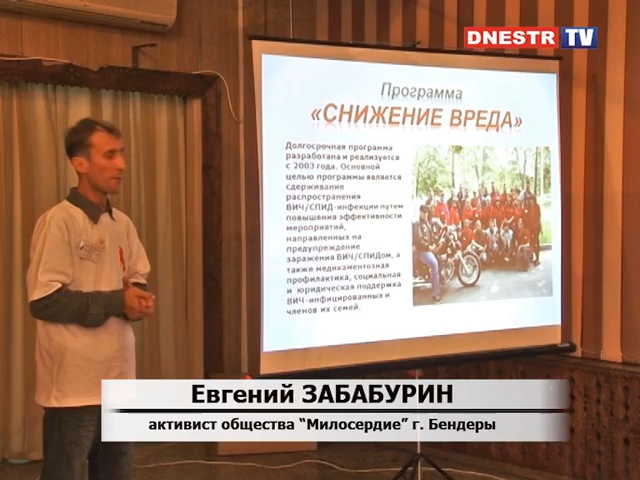 DNESTR TV
Программа
«СНИЖЕНИЕ ВРЕДА»
Долгосрочная программа
разработана и реализуется
с 2003 года. Основной
целью программы является
сдерживание
распространения
ВИЧ/СПИД-инфекции путем
повышения эффективности
мероприятий,
направленных на
предупреждение
заражения ВИЧ/СПИДом, а
также медикаментозная
профилактика, социальная
и юридическая поддержка
ВИЧ-инфицированных и
членов их семей.
Евгений ЗАБАБУРИН
активист общества “Милосердие” г. Бендеры